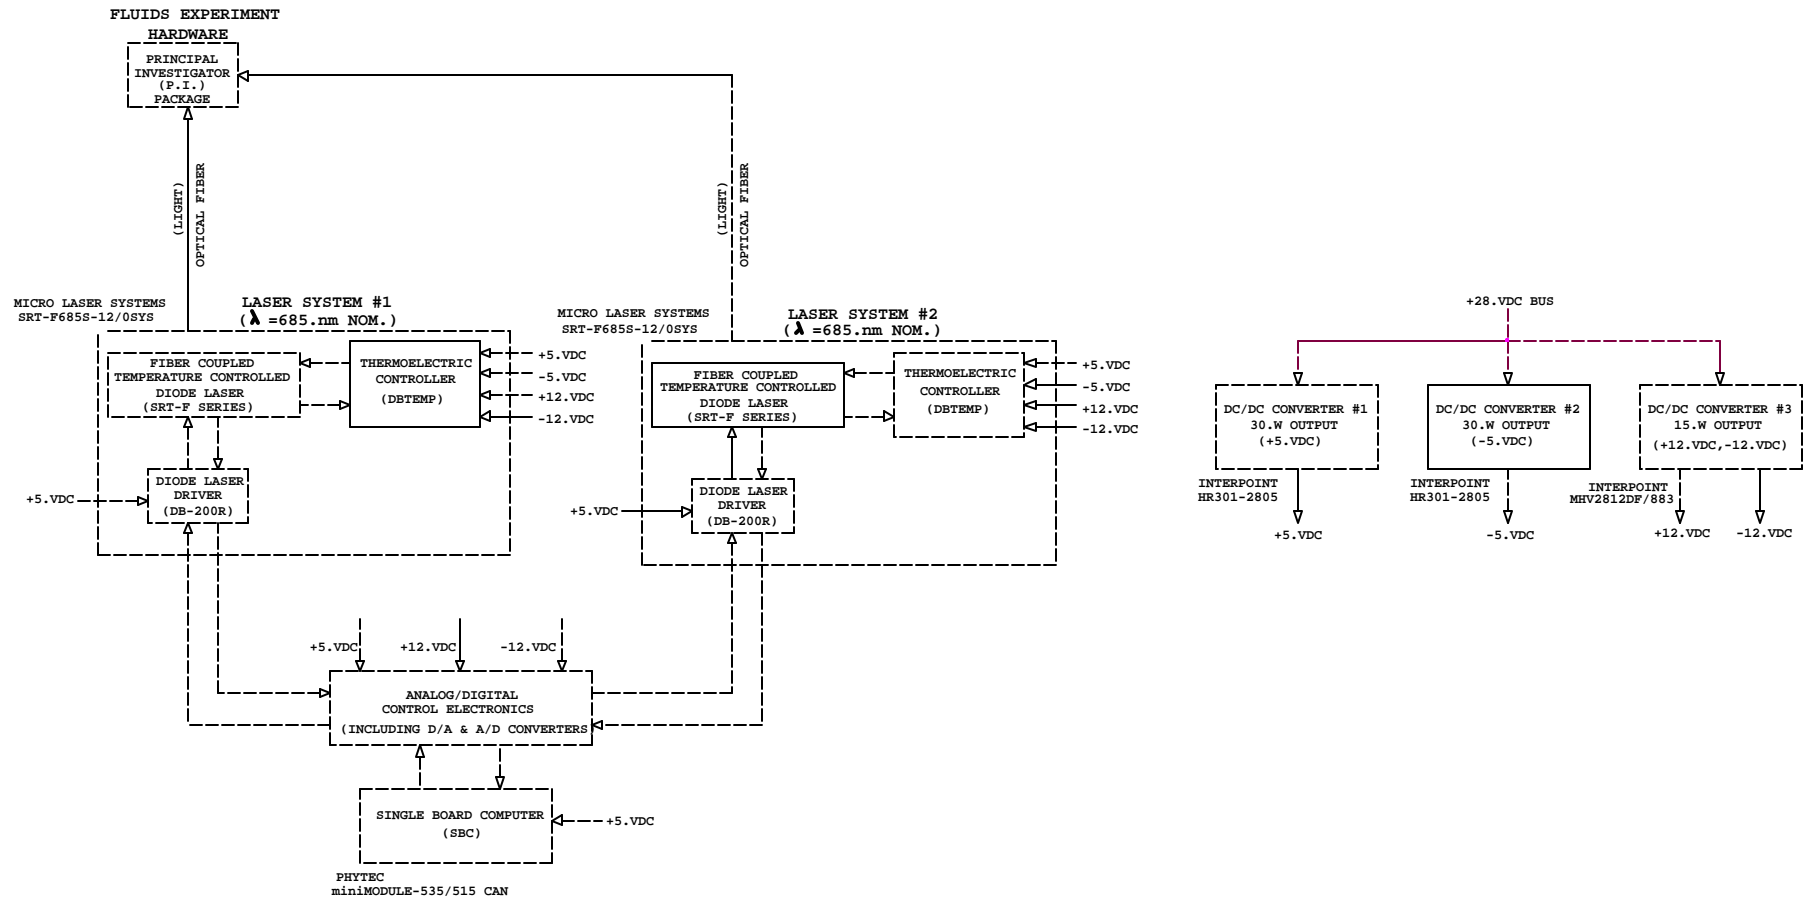 FLUIDS EXPERIMENT
HARDWARE
PRINCIPAL
INVESTIGATOR
(P.I.)
PACKAGE
(LIGHT)
OPTICAL FIBER
(LIGHT)
OPTICAL FIBER
MICRO LASER SYSTEMS
SRT-F685S-12/0SYS
LASER SYSTEM #1
(λ =685.nm NOM.)
FIBER COUPLED
TEMPERATURE CONTROLLED
DIODE LASER
(SRT-F SERIES)
THERMOELECTRIC
CONTROLLER
(DBTEMP)
+5.VDC
-5.VDC
+12.VDC
-12.VDC
DIODE LASER
DRIVER
(DB-200R)
+5.VDC
MICRO LASER SYSTEMS
SRT-F685S-12/0SYS
LASER SYSTEM #2
(λ =685.nm NOM.)
FIBER COUPLED
TEMPERATURE CONTROLLED
DIODE LASER
(SRT-F SERIES)
THERMOELECTRIC
CONTROLLER
(DBTEMP)
+5.VDC
-5.VDC
+12.VDC
-12.VDC
DIODE LASER
DRIVER
(DB-200R)
+5.VDC
+5.VDC
+12.VDC
-12.VDC
ANALOG/DIGITAL
CONTROL ELECTRONICS
(INCLUDING D/A & A/D CONVERTERS
SINGLE BOARD COMPUTER
(SBC)
+5.VDC
PHYTEC
miniMODULE-535/515 CAN
+28.VDC BUS
DC/DC CONVERTER #1
30.W OUTPUT
(+5.VDC)
INTERPOINT
HR301-2805
+5.VDC
DC/DC CONVERTER #2
30.W OUTPUT
(-5.VDC)
INTERPOINT
HR301-2805
-5.VDC
DC/DC CONVERTER #3
15.W OUTPUT
(+12.VDC,-12.VDC)
INTERPOINT
MHV2812DF/883
+12.VDC
-12.VDC